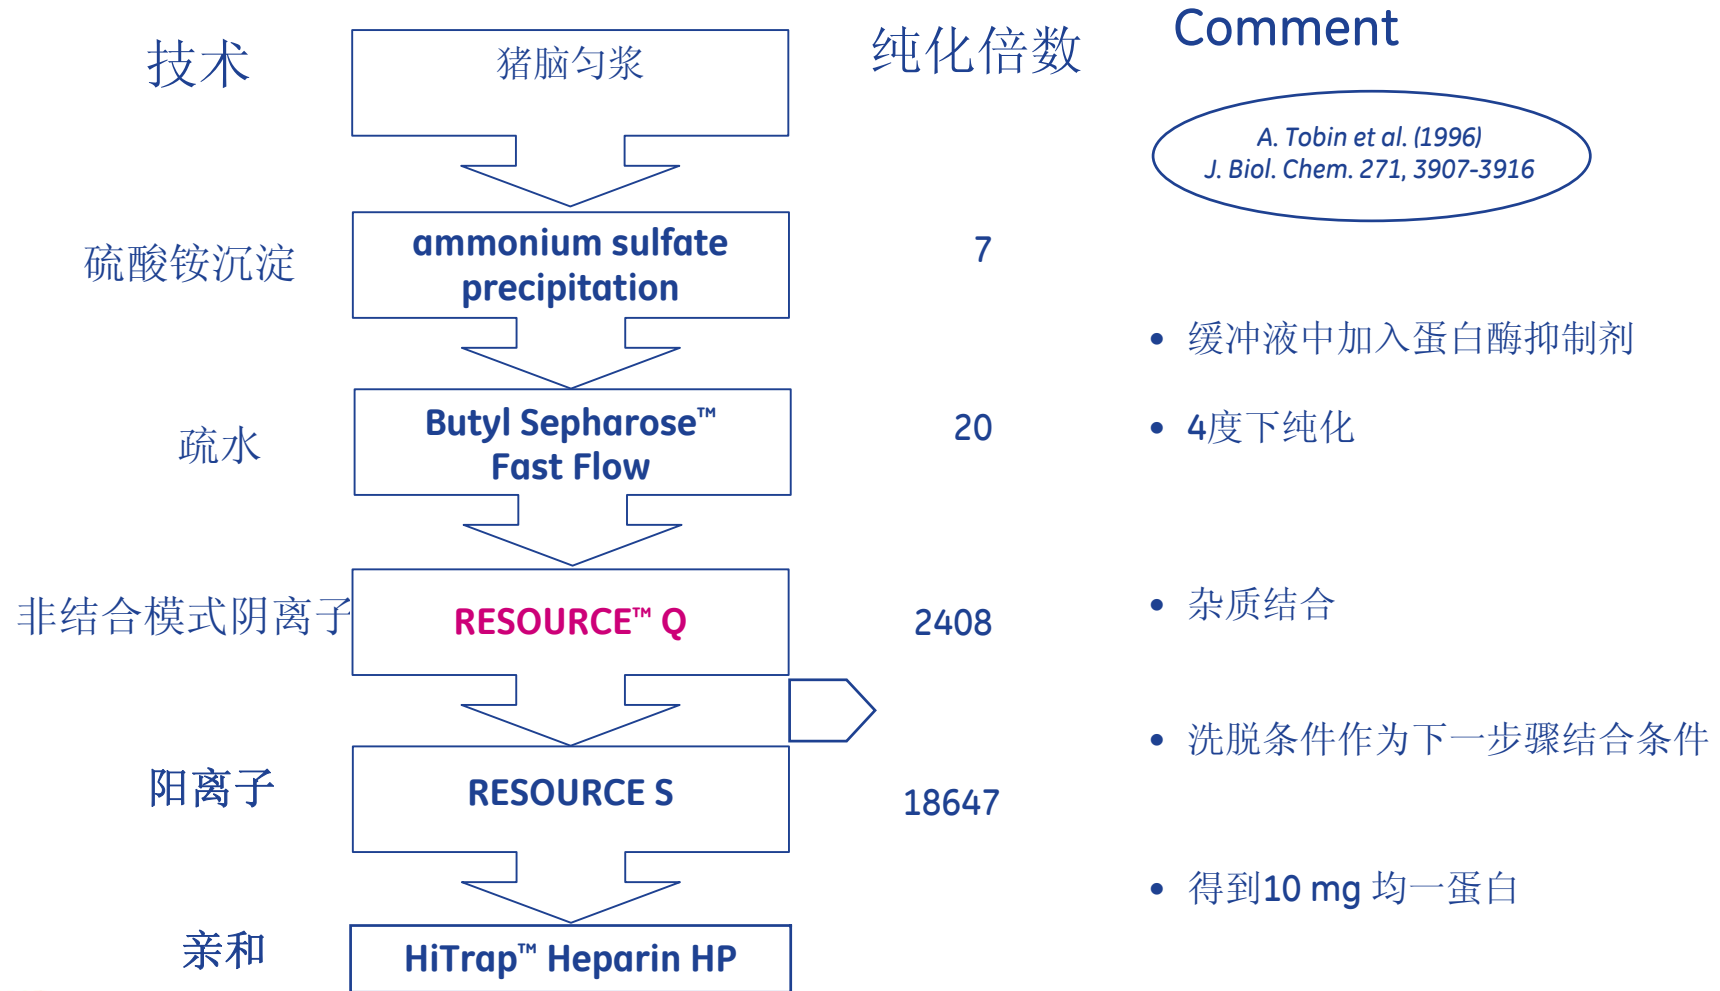 技术
猪脑匀浆
纯化倍数
Comment
A. Tobin et al. (1996)
J. Biol. Chem. 271, 3907-3916
硫酸铵沉淀
ammonium sulfate
precipitation
7
• 缓冲液中加入蛋白酶抑制剂
疏水
Butyl Sepharose™
Fast Flow
20
• 4度下纯化
非结合模式阴离子
RESOURCE™ Q
2408
• 杂质结合
• 洗脱条件作为下一步骤结合条件
阳离子
RESOURCE S
18647
• 得到10 mg 均一蛋白
亲和
HiTrap™ Heparin HP